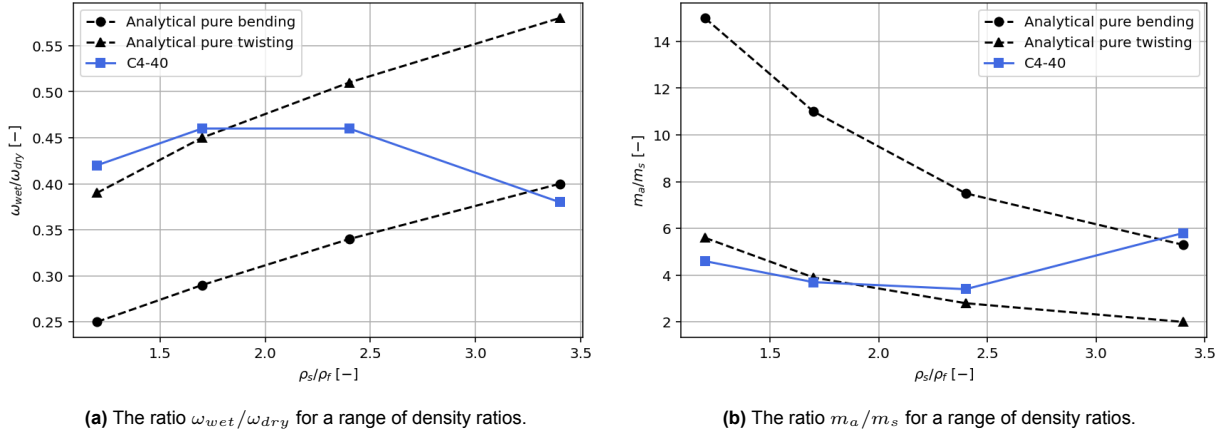 Analytical pure bending
Analytical pure twisting
C4-40
0.55
0.50
0.45
0.40
0.35
0.30
0.25
ω_wet/ω_dry [−]
1.5 2.0 2.5 3.0 3.5
ρ_s/ρ_f [−]
(a) The ratio ω_wet/ω_dry for a range of density ratios.
Analytical pure bending
Analytical pure twisting
C4-40
14
12
10
8
6
4
2
m_a/m_s [−]
1.5 2.0 2.5 3.0 3.5
ρ_s/ρ_f [−]
(b) The ratio m_a/m_s for a range of density ratios.